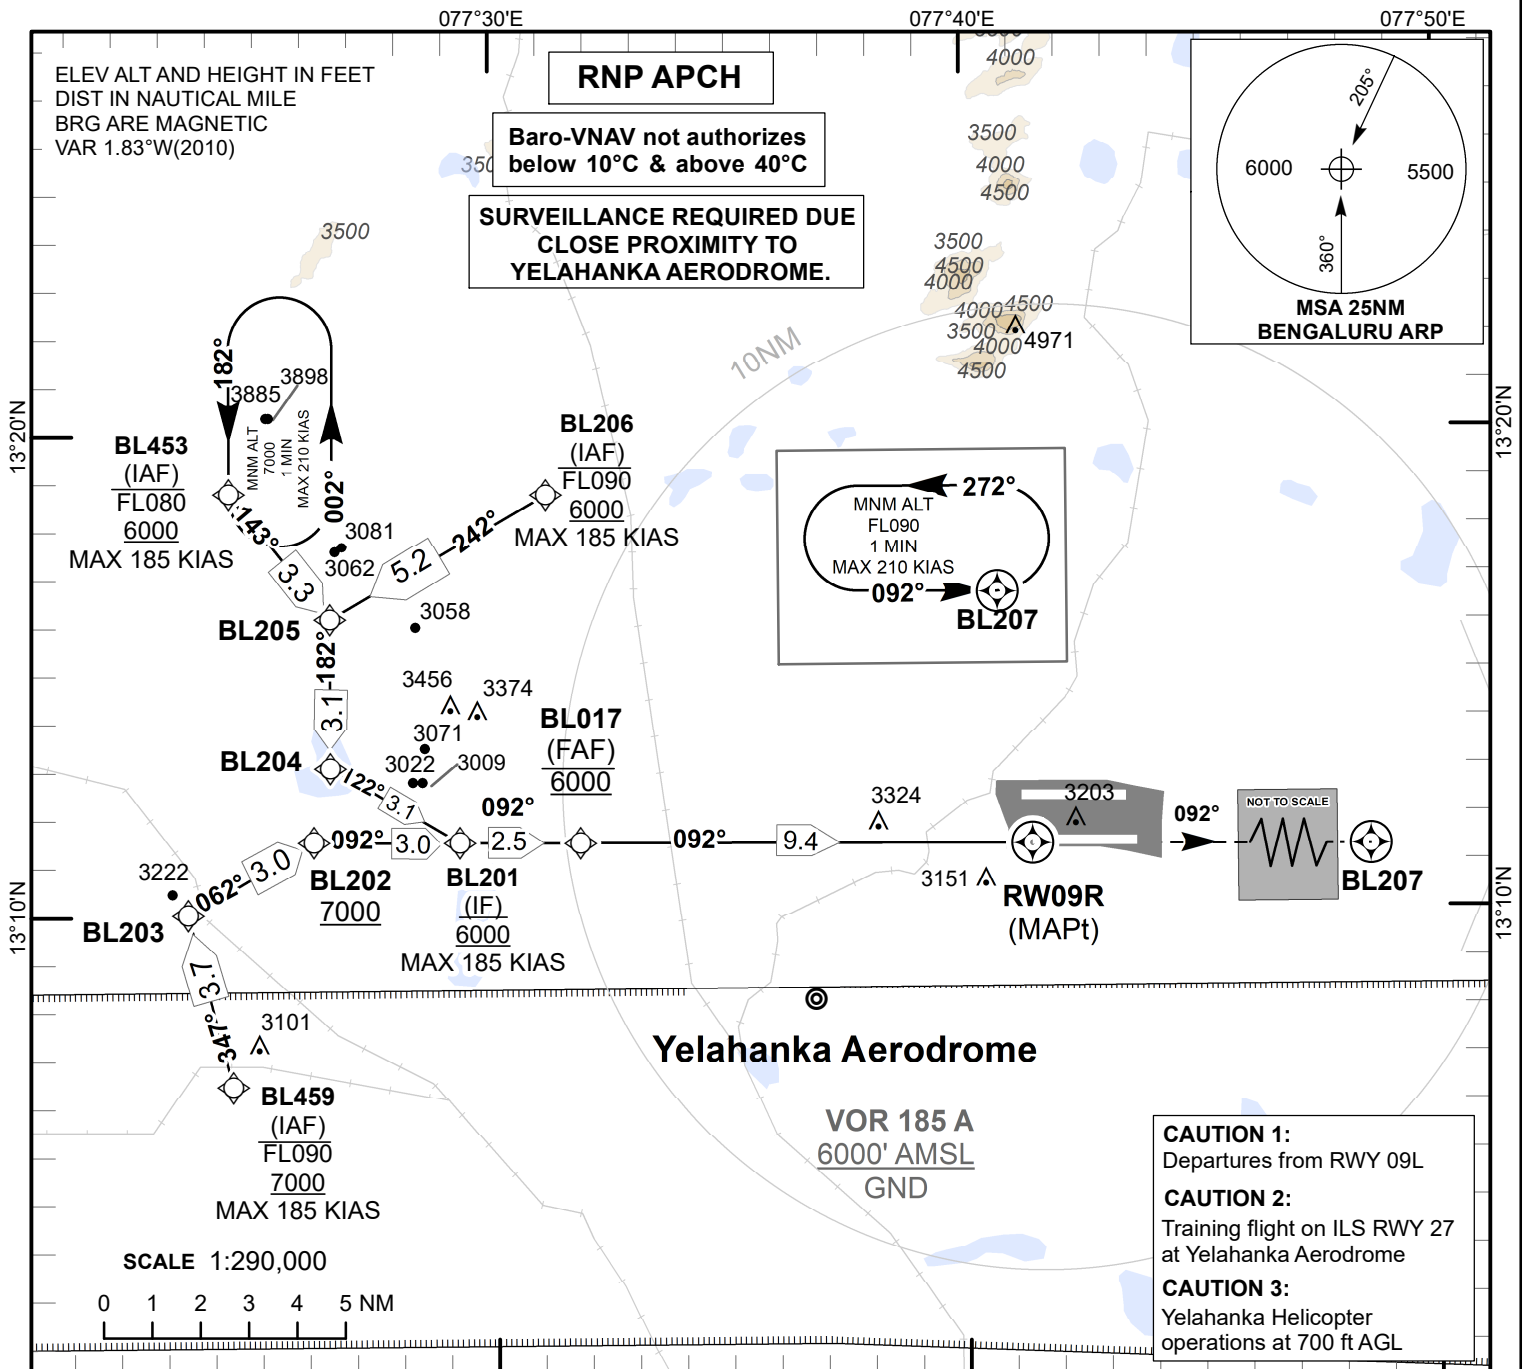 077°30'E
077°40'E
077°50'E
ELEV ALT AND HEIGHT IN FEET
DIST IN NAUTICAL MILE
BRG ARE MAGNETIC
VAR 1.83°W(2010)
RNP APCH
Baro-VNAV not authorizes
below 10°C & above 40°C
SURVEILLANCE REQUIRED DUE
CLOSE PROXIMITY TO
YELAHANKA AERODROME.
4000
3500
4000
4500
3500
4500
4000
4000
4500
3500
4000
4500
4971
3500
10NM
205°
6000
5500
360°
MSA 25NM
BENGALURU ARP
13°20'N
13°20'N
182°
3898
3885
MNM ALT
7000
1 MIN
MAX 210 KIAS
002°
BL453
(IAF)
FL080
6000
MAX 185 KIAS
143°
3.3
3081
3062
BL206
(IAF)
FL090
6000
MAX 185 KIAS
242°
5.2
272°
MNM ALT
FL090
1 MIN
MAX 210 KIAS
092°
BL207
BL205
182°
3.1
3058
3456
3374
3071
3022
3009
BL204
122°
3.1
BL017
(FAF)
6000
092°
092°
3.0
2.5
092°
9.4
3324
3203
3151
RW09R
(MAPt)
092°
NOT TO SCALE
BL207
3222
062°
3.0
BL203
BL202
7000
BL201
(IF)
6000
MAX 185 KIAS
13°10'N
13°10'N
3.7
347°
3101
BL459
(IAF)
FL090
7000
MAX 185 KIAS
Yelahanka Aerodrome
VOR 185 A
6000' AMSL
GND
SCALE 1:290,000
0 1 2 3 4 5 NM
CAUTION 1:
Departures from RWY 09L
CAUTION 2:
Training flight on ILS RWY 27
at Yelahanka Aerodrome
CAUTION 3:
Yelahanka Helicopter
operations at 700 ft AGL